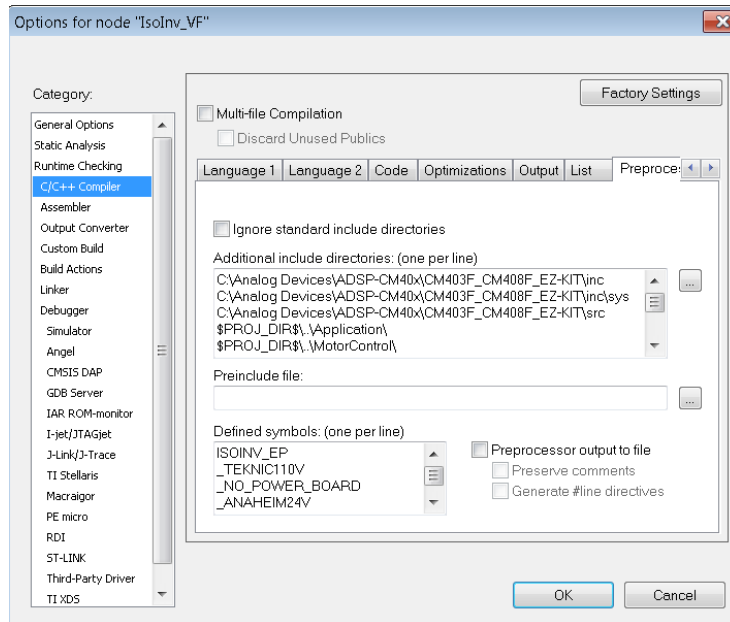 Options for node "IsoInv_VF"
Category:
General Options
Static Analysis
Runtime Checking
C/C++ Compiler
Assembler
Output Converter
Custom Build
Build Actions
Linker
Debugger
Simulator
Angel
CMSIS DAP
GDB Server
IAR ROM-monitor
I-jet/JTAGjet
J-Link/J-Trace
TI Stellaris
Macraigor
PE micro
RDI
ST-LINK
Third-Party Driver
TI XDS
Factory Settings
Multi-file Compilation
Discard Unused Publics
Language 1 Language 2 Code Optimizations Output List Preproce
Ignore standard include directories
Additional include directories: (one per line)
C:\Analog Devices\ADSP-CM40x\CM403F_CM408F_EZ-KIT\inc
C:\Analog Devices\ADSP-CM40x\CM403F_CM408F_EZ-KIT\inc\sys
C:\Analog Devices\ADSP-CM40x\CM403F_CM408F_EZ-KIT\src
$PROJ_DIR$\..\Application\
$PROJ_DIR$\..\MotorControl\
...
Preinclude file:
...
Defined symbols: (one per line)
ISOINV_EP
_TEKNIC110V
_NO_POWER_BOARD
_ANAHEIM24V
Preprocessor output to file
Preserve comments
Generate #line directives
OK Cancel